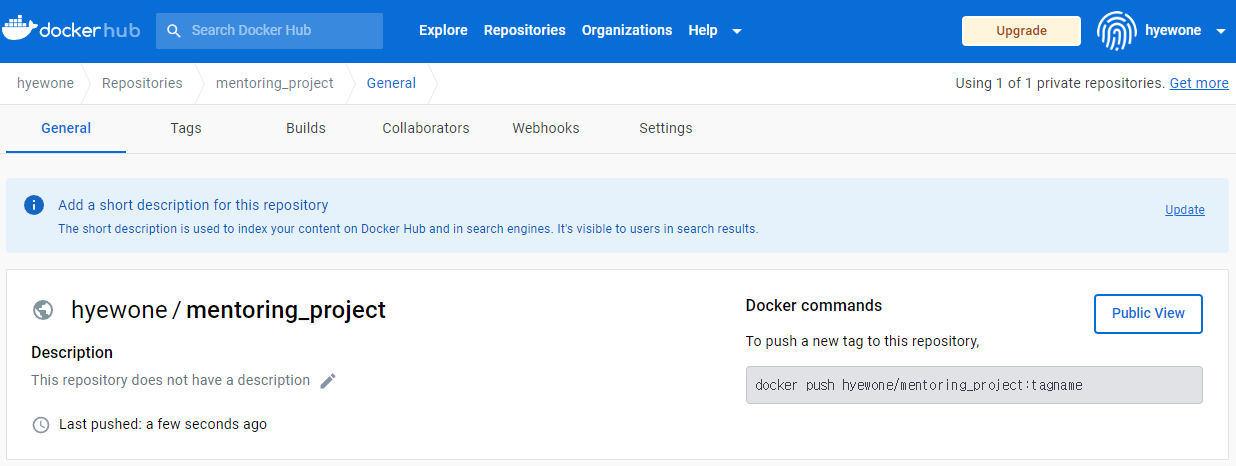 dockerhub Search Docker Hub Explore Repositories Organizations Help Upgrade hyewone
hyewone Repositories mentoring_project General Using 1 of 1 private repositories. Get more
General Tags Builds Collaborators Webhooks Settings
i Add a short description for this repository
Update
The short description is used to index your content on Docker Hub and in search engines. It's visible to users in search results.
hyewone / mentoring_project
Description
This repository does not have a description
Last pushed: a few seconds ago
Docker commands
Public View
To push a new tag to this repository,
docker push hyewone/mentoring_project:tagname